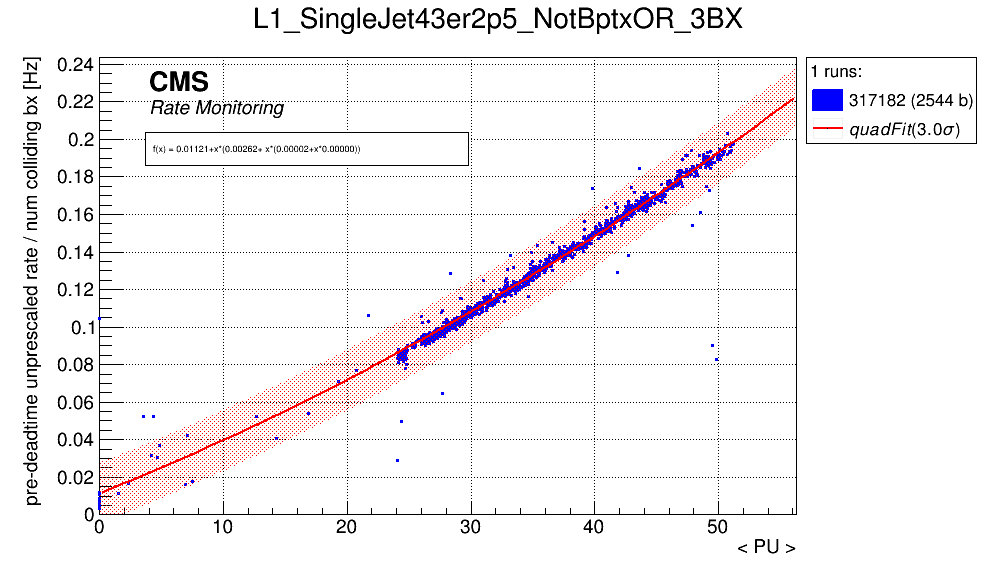 L1_SingleJet43er2p5_NotBptxOR_3BX
pre-deadtime unprescaled rate / num colliding bx [Hz]
0.24
0.22
0.2
0.18
0.16
0.14
0.12
0.1
0.08
0.06
0.04
0.02
0
CMS
Rate Monitoring
f(x) = 0.01121+x*(0.00262+ x*(0.00002+x*0.00000))
0 10 20 30 40 50
< PU >
1 runs:
317182 (2544 b)
quadFit(3.0σ)